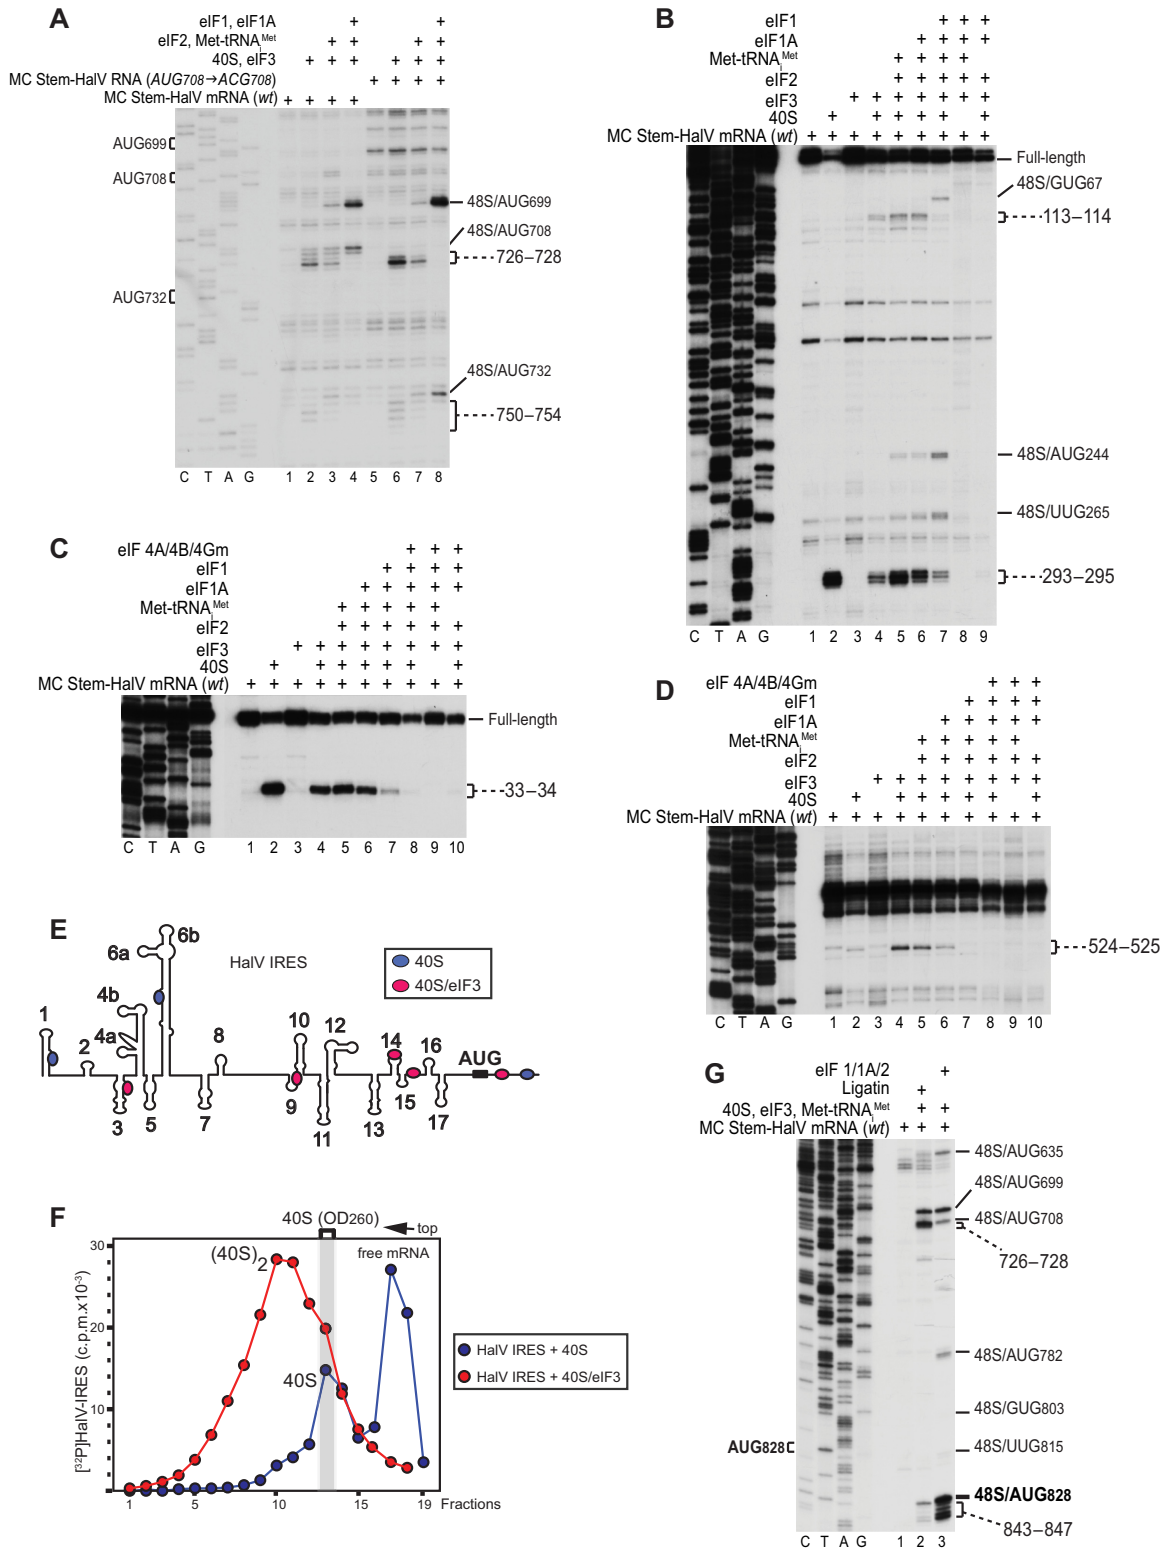 A
eIF1, eIF1A +
eIF2, Met-tRNAiMet + + + +
40S, eIF3 + + + + + +
MC Stem-HalV RNA (AUG708→ACG708) + + + +
MC Stem-HalV mRNA (wt) + + + +
AUG699
AUG708
AUG732
48S/AUG699
48S/AUG708
726–728
48S/AUG732
750–754
C T A G 1 2 3 4 5 6 7 8
B
eIF1 + + +
eIF1A + + + +
Met-tRNAiMet + + + +
eIF2 + + + + +
eIF3 + + + + + + +
40S + + + + + +
MC Stem-HalV mRNA (wt) + + + + + + + + +
Full-length
48S/GUG67
113–114
48S/AUG244
48S/UUG265
293–295
C T A G 1 2 3 4 5 6 7 8 9
C
eIF 4A/4B/4Gm + + +
eIF1 + + + +
eIF1A + + + + +
Met-tRNAiMet + + + + +
eIF2 + + + + + +
eIF3 + + + + + + + +
40S + + + + + + +
MC Stem-HalV mRNA (wt) + + + + + + + + + +
Full-length
33–34
C T A G 1 2 3 4 5 6 7 8 9 10
D
eIF 4A/4B/4Gm + + +
eIF1 + + + +
eIF1A + + + + +
Met-tRNAiMet + + + + +
eIF2 + + + + + +
eIF3 + + + + + + + +
40S + + + + + + +
MC Stem-HalV mRNA (wt) + + + + + + + + + +
524–525
C T A G 1 2 3 4 5 6 7 8 9 10
E
HalV IRES
40S
40S/eIF3
1 2 3 4a 4b 5 6a 6b 7 8 9 10 11 12 13 14 15 16 17
AUG
F
40S (OD260)
top
(40S)2
free mRNA
40S
[32P]HalV-IRES (c.p.m.x10-3)
30
20
10
0
1 5 10 15 19 Fractions
HalV IRES + 40S
HalV IRES + 40S/eIF3
G
eIF 1/1A/2 +
Ligatin +
40S, eIF3, Met-tRNAiMet + +
MC Stem-HalV mRNA (wt) + + +
48S/AUG635
48S/AUG699
48S/AUG708
726–728
48S/AUG782
48S/GUG803
48S/UUG815
AUG828
48S/AUG828
843–847
C T A G 1 2 3